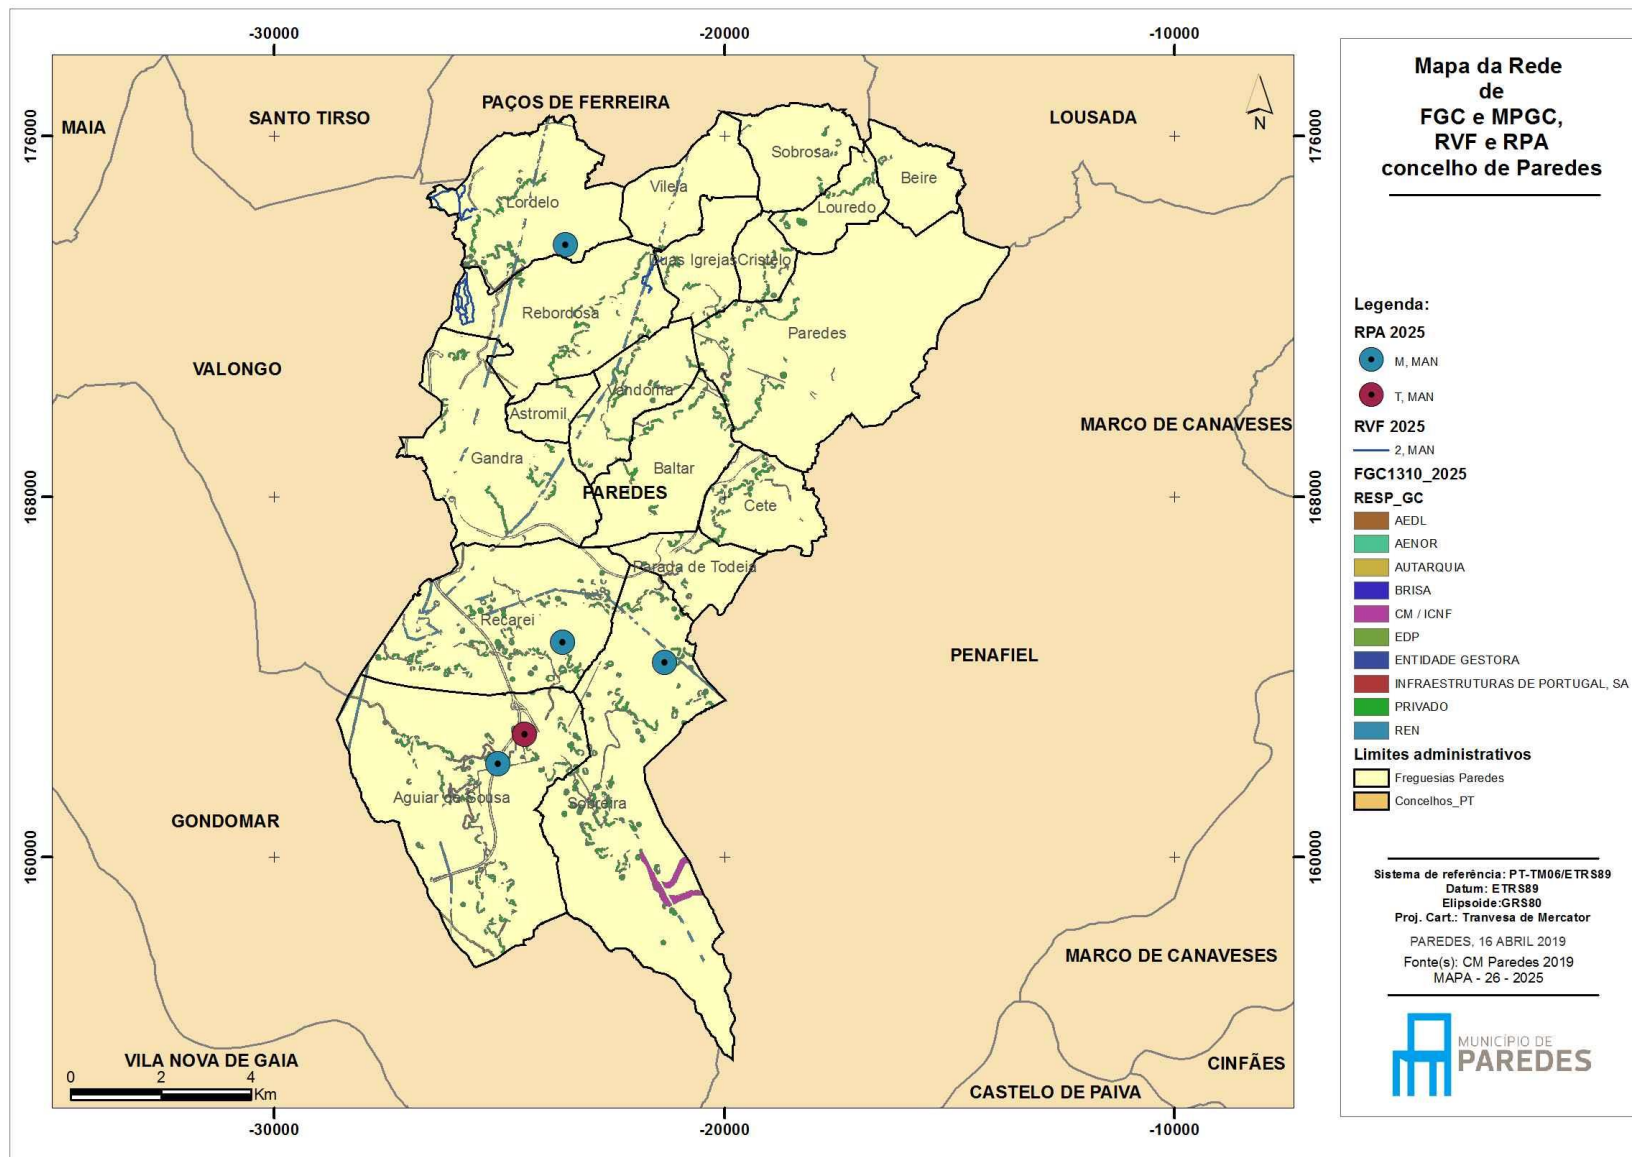 -30000
-20000
-10000
176000
168000
160000
MAIA
SANTO TIRSO
PAÇOS DE FERREIRA
LOUSADA
N
Sobrosa
Beire
Vilela
Lordelo
Louredo
Duas Igrejas
Cristelo
Rebordosa
Paredes
VALONGO
Vandoma
Astromil
MARCO DE CANAVESES
Gandra
Baltar
PAREDES
Cete
Parada de Todeia
Recarei
PENAFIEL
Aguiar de Sousa
Sobreira
GONDOMAR
MARCO DE CANAVESES
VILA NOVA DE GAIA
CINFÃES
CASTELO DE PAIVA
0 2 4
Km
176000
168000
160000
-30000
-20000
-10000
Mapa da Rede
de
FGC e MPGC,
RVF e RPA
concelho de Paredes
Legenda:
RPA 2025
M, MAN
T, MAN
RVF 2025
2, MAN
FGC1310_2025
RESP_GC
AEDL
AENOR
AUTARQUIA
BRISA
CM / ICNF
EDP
ENTIDADE GESTORA
INFRAESTRUTURAS DE PORTUGAL, SA
PRIVADO
REN
Limites administrativos
Freguesias Paredes
Concelhos_PT
Sistema de referência: PT-TM06/ETRS89
Datum: ETRS89
Elipsoide:GRS80
Proj. Cart.: Tranvesa de Mercator
PAREDES, 16 ABRIL 2019
Fonte(s): CM Paredes 2019
MAPA - 26 - 2025
MUNICÍPIO DE
PAREDES